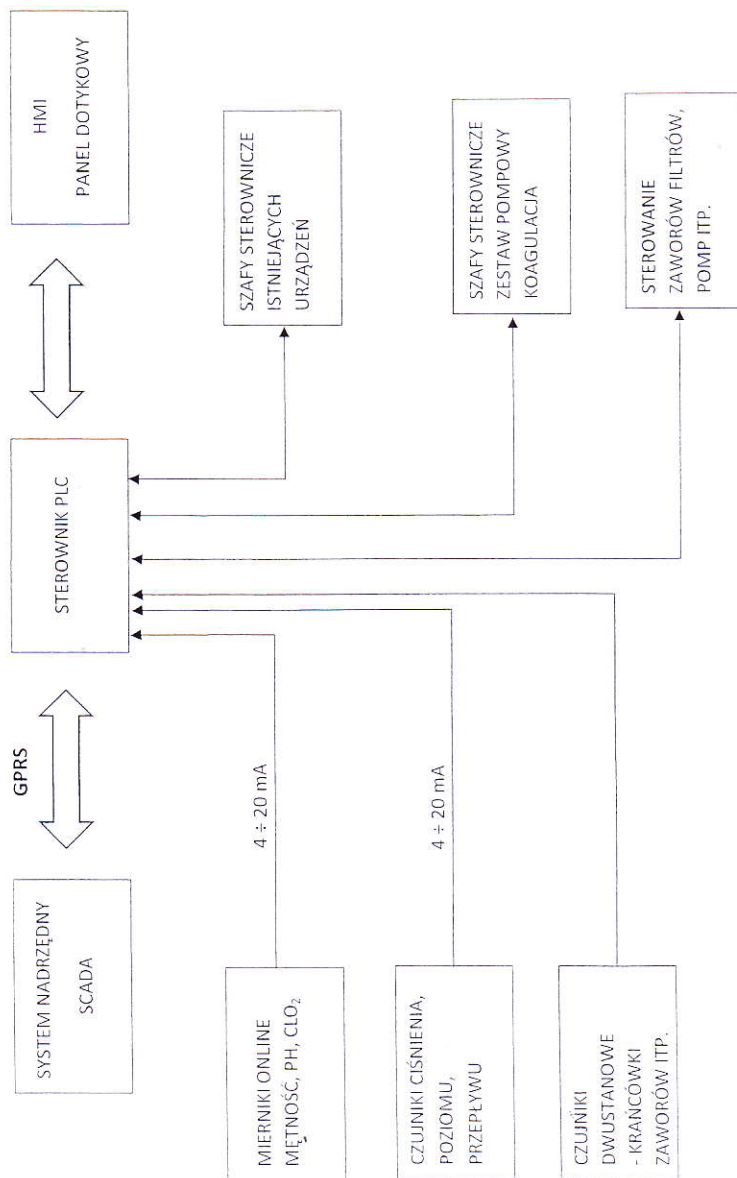 SYSTEM NADRZĘDNY
SCADA
GPRS
STEROWNIK PLC
HMI
PANEL DOTYKOWY
MIERNIKI ONLINE
MĘTNOŚĆ, PH, CLO₂
4 ÷ 20 mA
CZUJNIKI CIŚNIENIA,
POZIOMU,
PRZEPŁYWU
4 ÷ 20 mA
CZUJNIKI
DWUSTANOWE
- KRAŃCÓWKI
ZAWORÓW ITP.
SZAFY STEROWNICZE
ISTNIEJĄCYCH
URZĄDZEŃ
SZAFY STEROWNICZE
ZESTAW POMPOWY
KOAGULACJA
STEROWANIE
ZAWORÓW FILTRÓW,
POMP ITP.